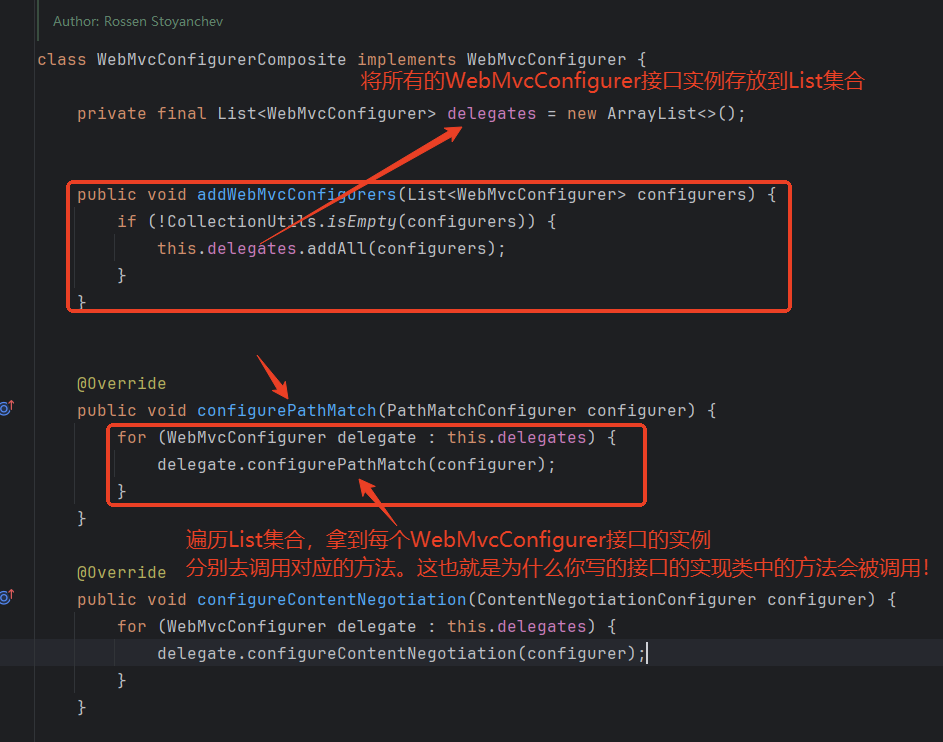 Author: Rossen Stoyanchev
class WebMvcConfigurerComposite implements WebMvcConfigurer {
将所有的WebMvcConfigurer接口实例存放到List集合
private final List<WebMvcConfigurer> delegates = new ArrayList<>();
public void addWebMvcConfigurers(List<WebMvcConfigurer> configurers) {
if (!CollectionUtils.isEmpty(configurers)) {
this.delegates.addAll(configurers);
}
}
@Override
public void configurePathMatch(PathMatchConfigurer configurer) {
for (WebMvcConfigurer delegate : this.delegates) {
delegate.configurePathMatch(configurer);
}
}
遍历List集合，拿到每个WebMvcConfigurer接口的实例
分别去调用对应的方法。这也就是为什么你写的接口的实现类中的方法会被调用！
@Override
public void configureContentNegotiation(ContentNegotiationConfigurer configurer) {
for (WebMvcConfigurer delegate : this.delegates) {
delegate.configureContentNegotiation(configurer);
}
}